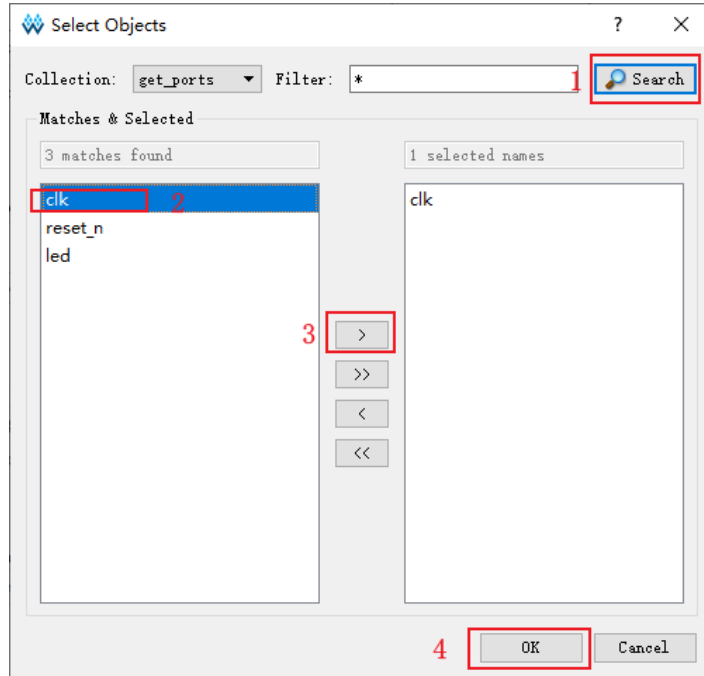 Select Objects ? ×
Collection: get_ports Filter: * 1 Search
Matches & Selected
3 matches found
1 selected names
clk 2
reset_n
led
clk
3 >
>>
<
<<
4 OK Cancel